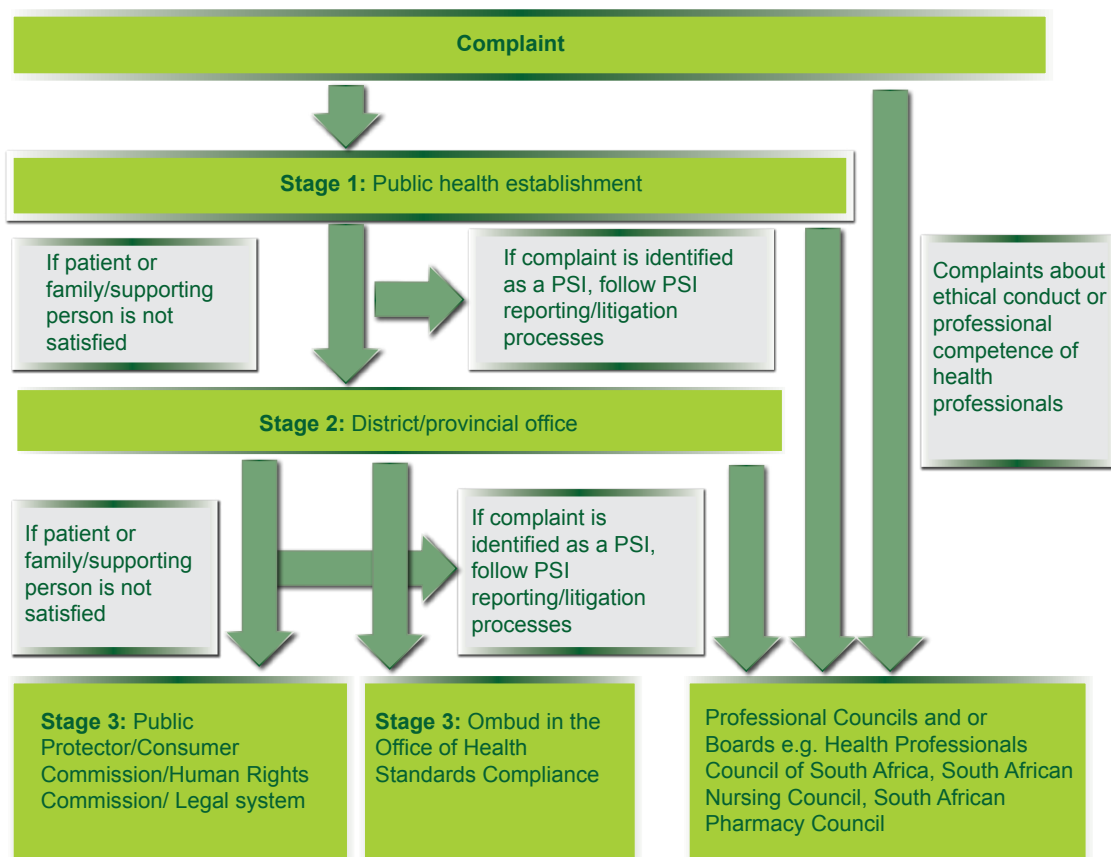 Complaint
Stage 1: Public health establishment
If patient or
family/supporting
person is not
satisfied
If complaint is identified
as a PSI, follow PSI
reporting/litigation
processes
Complaints about
ethical conduct or
professional
competence of
health
professionals
Stage 2: District/provincial office
If patient or
family/supporting
person is not
satisfied
If complaint is
identified as a PSI,
follow PSI
reporting/litigation
processes
Stage 3: Public
Protector/Consumer
Commission/Human Rights
Commission/ Legal system
Stage 3: Ombud in the
Office of Health
Standards Compliance
Professional Councils and or
Boards e.g. Health Professionals
Council of South Africa, South African
Nursing Council, South African
Pharmacy Council